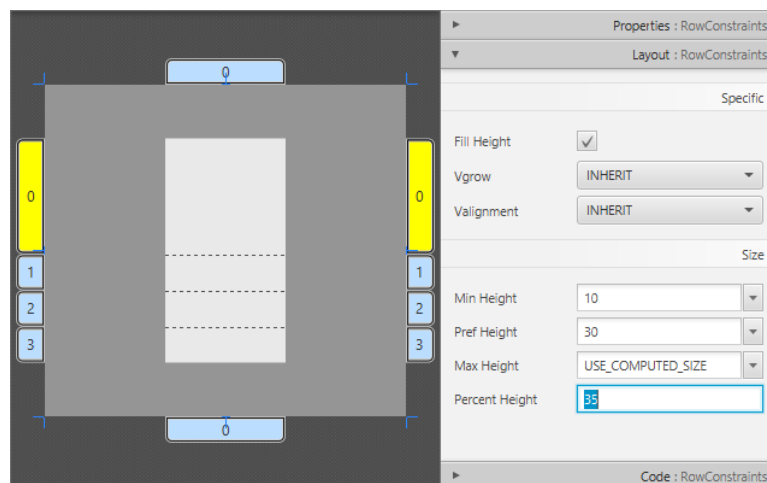 Properties : RowConstraints
Layout : RowConstraints
0
Specific
Fill Height
Vgrow INHERIT
0 0
Valignment INHERIT
Size
1 1
Min Height 10
2 2
Pref Height 30
3 3
Max Height USE_COMPUTED_SIZE
Percent Height 35
0
Code : RowConstraints